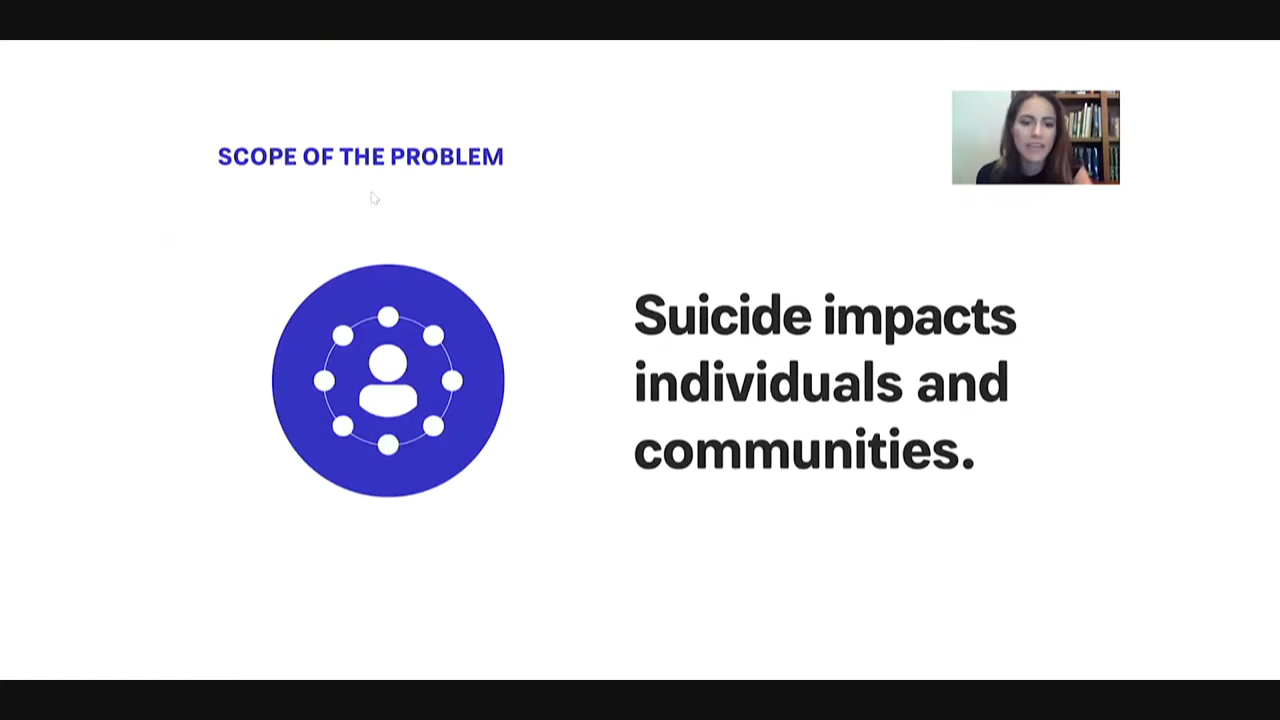 SCOPE OF THE PROBLEM
Suicide impacts
individuals and
communities.